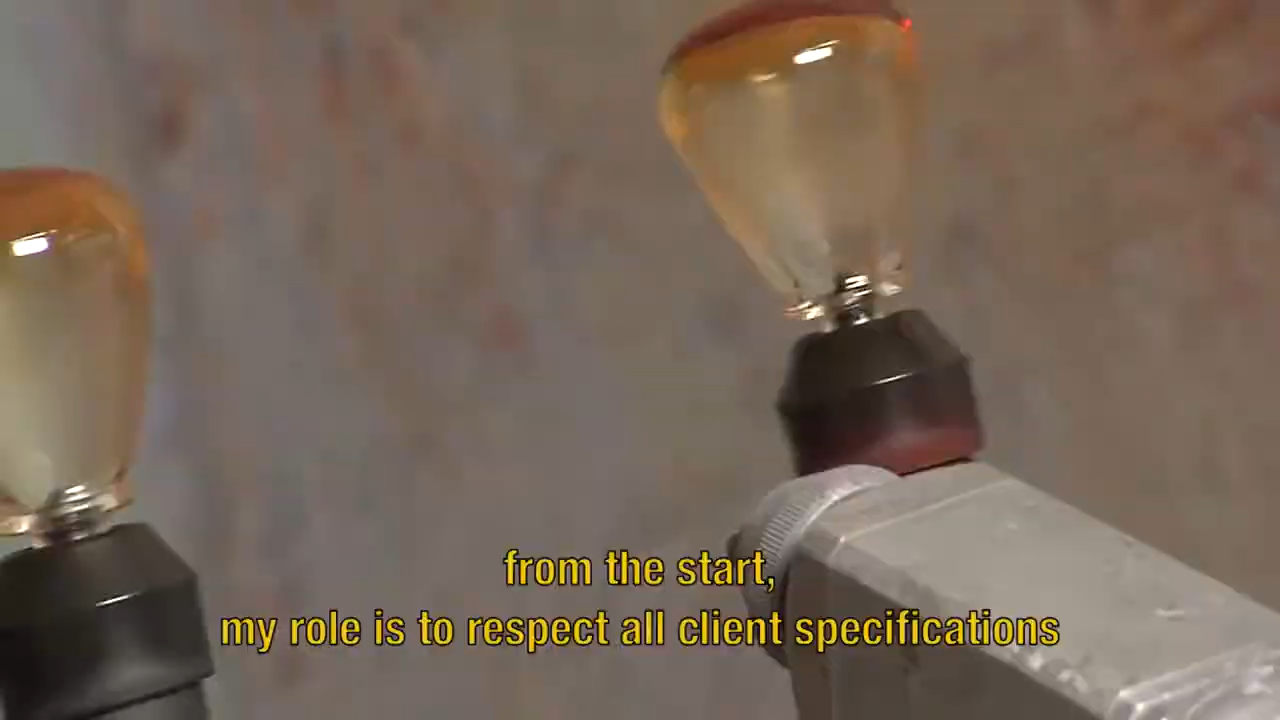 from the start,
my role is to respect all client specifications